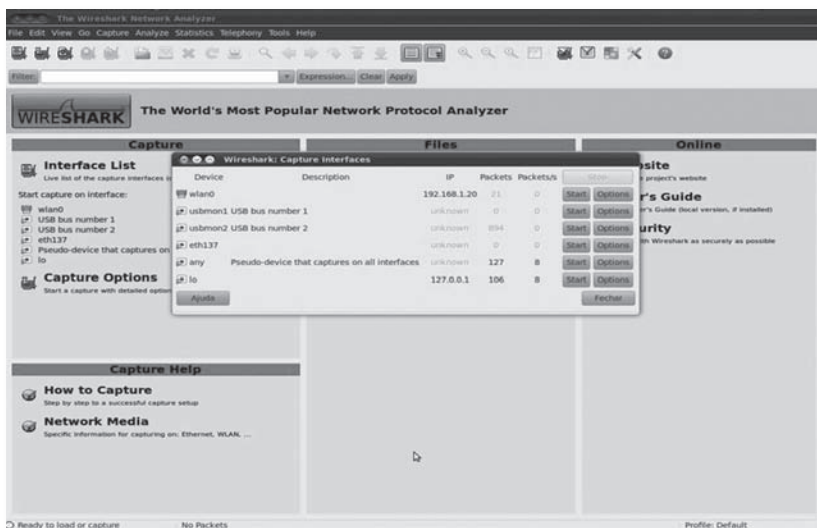 The Wireshark Network Analyzer
File Edit View Go Capture Analyze Statistics Telephony Tools Help
Filter: Expression... Clear Apply
WIRESHARK The World's Most Popular Network Protocol Analyzer
Capture
Interface List
Live list of the capture interfaces
Start capture on interface:
wlan0
USB bus number 1
USB bus number 2
eth137
Pseudo-device that captures on
lo
Capture Options
Start a capture with detailed option
Capture Help
How to Capture
Step by step to a successful capture setup
Network Media
Specific information for capturing on: Ethernet, WLAN, ...
Files
Online
site
project's website
r's Guide
r's Guide (local version, if installed)
urity
th Wireshark as securely as possible
Wireshark: Capture Interfaces
Device Description IP Packets Packets/s Stop
wlan0 192.168.1.20 21 0 Start Options
usbmon1 USB bus number 1 unknown 0 0 Start Options
usbmon2 USB bus number 2 unknown 894 0 Start Options
eth137 unknown 0 0 Start Options
any Pseudo-device that captures on all interfaces unknown 127 8 Start Options
lo 127.0.0.1 106 8 Start Options
Ajuda Fechar
Ready to load or capture No Packets Profile: Default